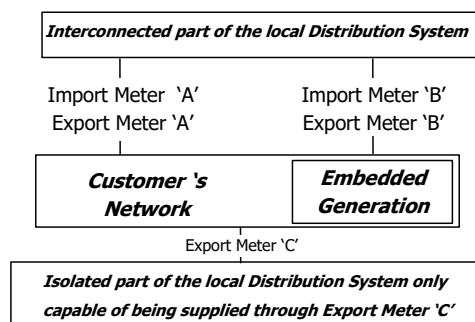 Interconnected part of the local Distribution System
Import Meter ‘A’
Export Meter ‘A’
Import Meter ‘B’
Export Meter ‘B’
Customer ‘s
Network
Embedded
Generation
Export Meter ‘C’
Isolated part of the local Distribution System only
capable of being supplied through Export Meter ‘C’